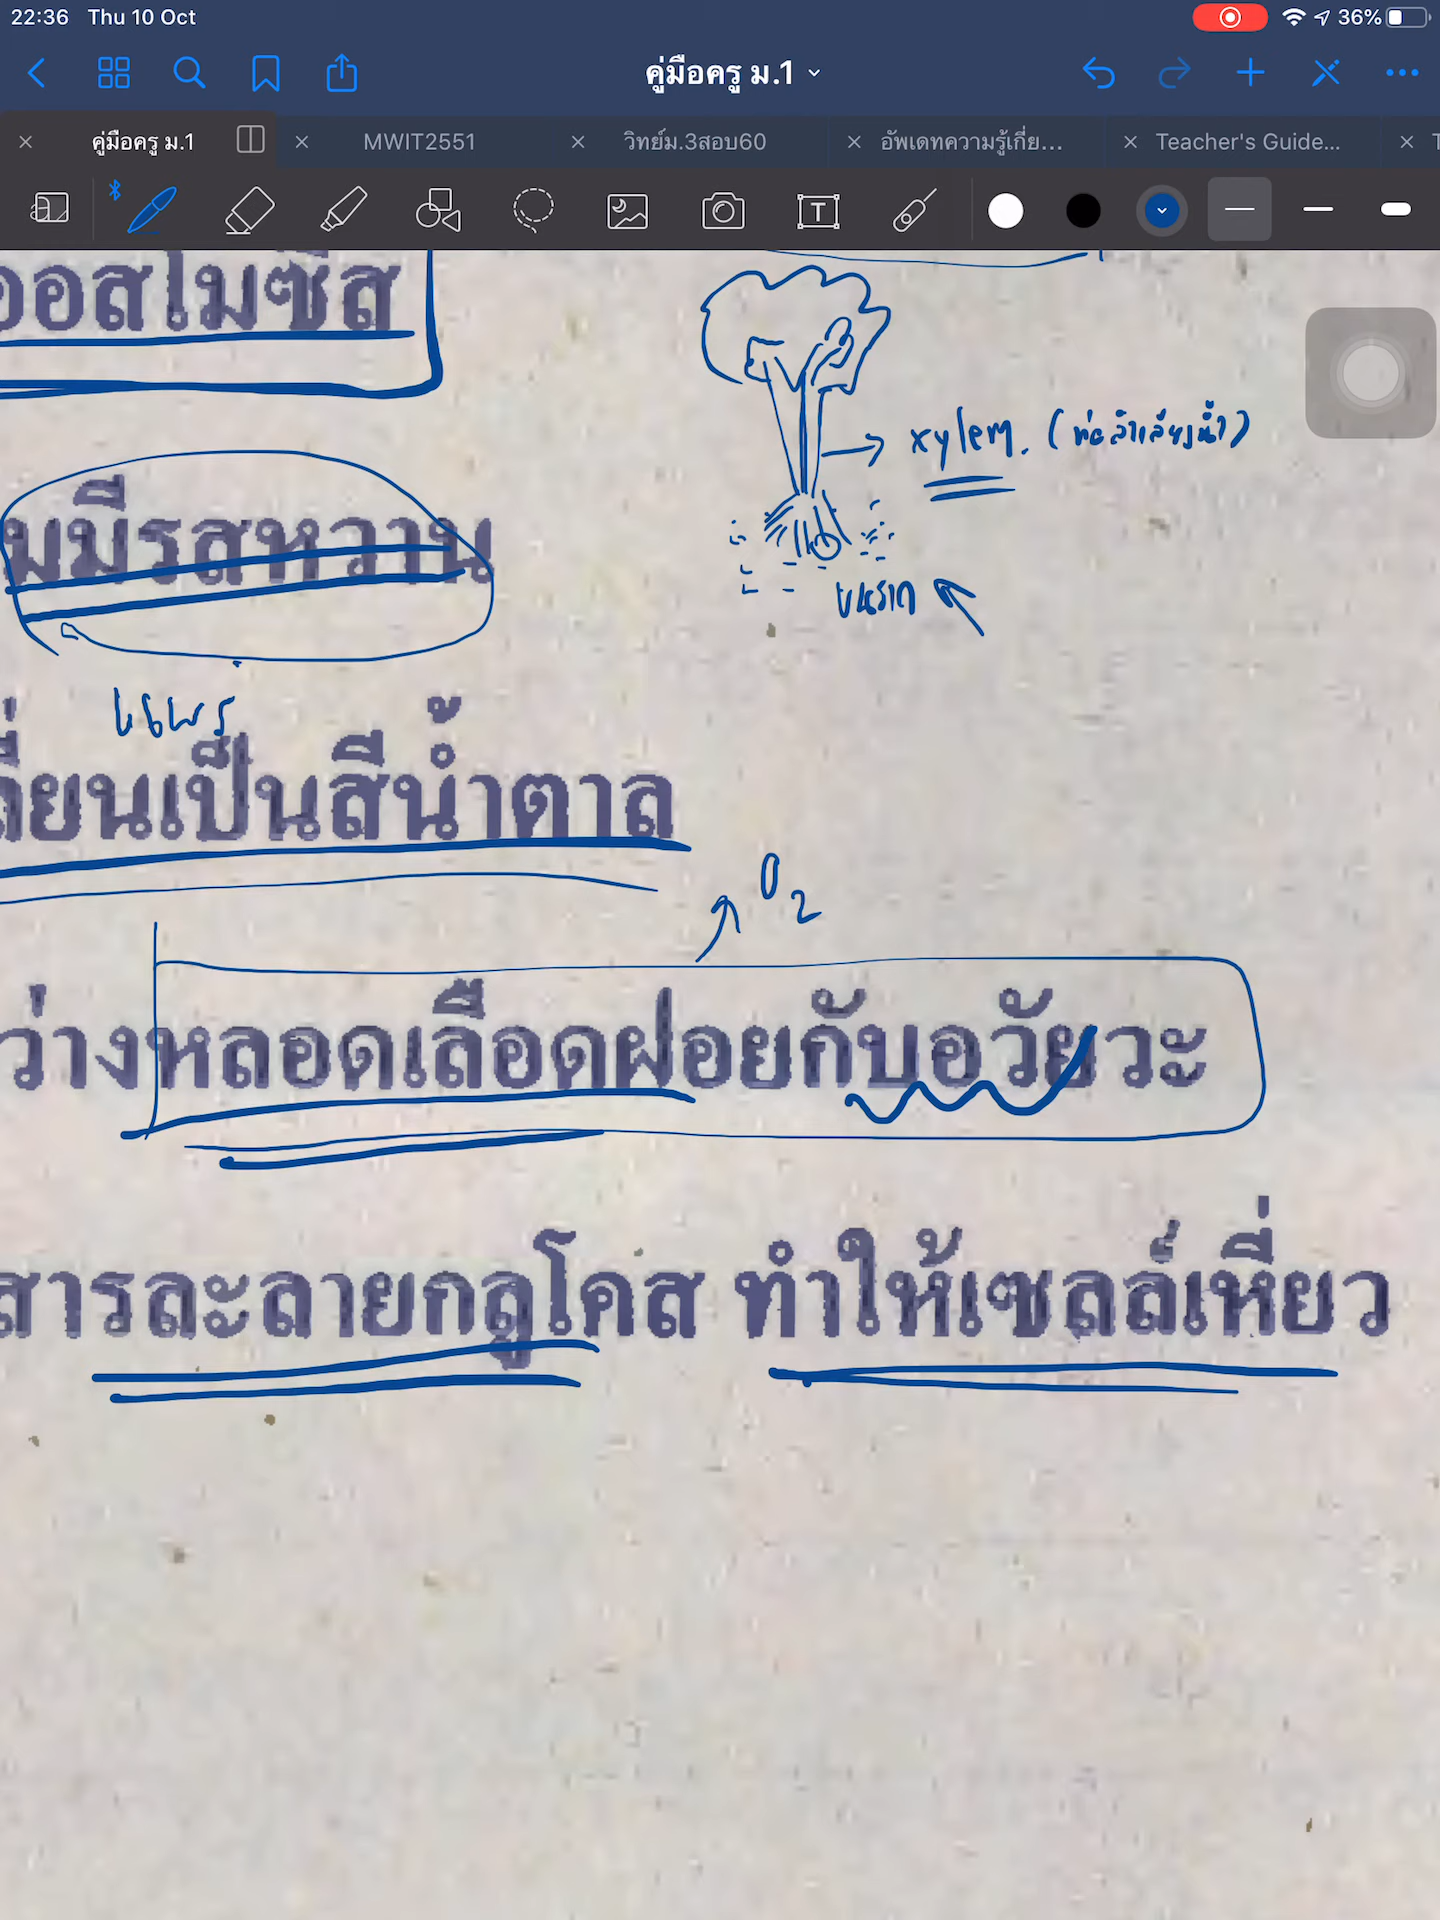 22:36 Thu 10 Oct 36%
คู่มือครู ม.1
คู่มือครู ม.1 MWIT2551 วิทย์ม.3สอบ60 อัพเดทความรู้เกี่ย... Teacher's Guide...
ออสโมซิส
xylem. (ท่อลำเลียงน้ำ)
มีรสหวาน
ขนราก
แพร่
ลี่ยนเป็นสีน้ำตาล
O2
ว่างหลอดเลือดฝอยกับอวัยวะ
สารละลายกลูโคส ทำให้เซลล์เหี่ยว